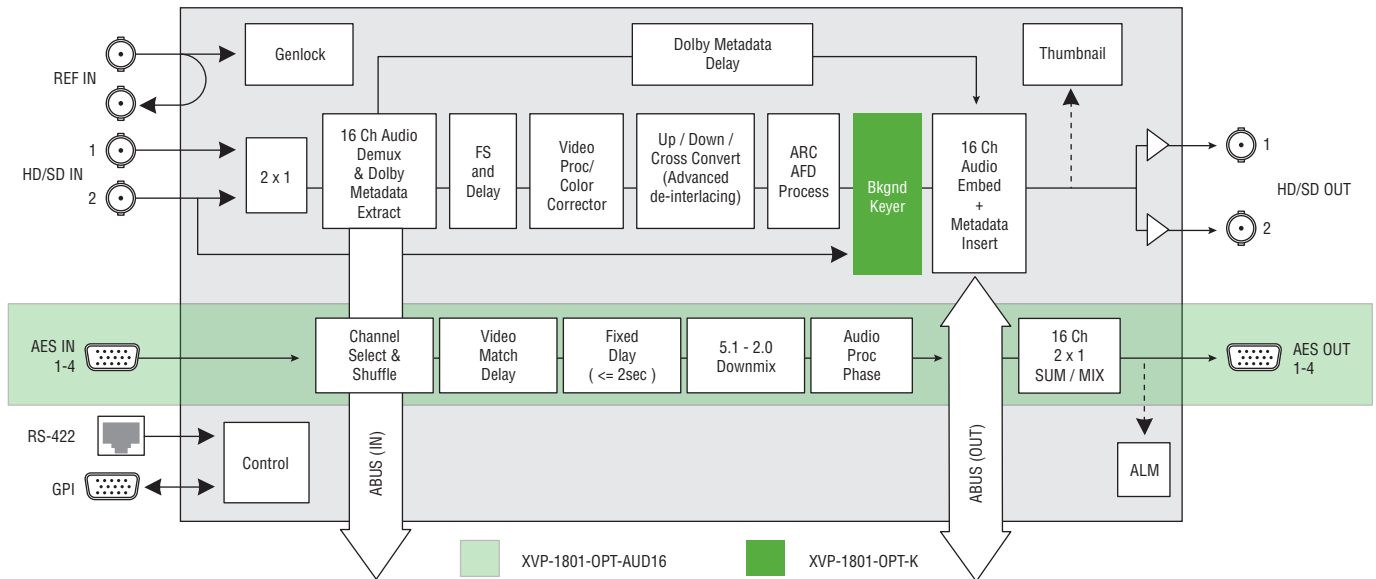 REF IN
Genlock
Dolby Metadata
Delay
Thumbnail
HD/SD IN
1
2
2 x 1
16 Ch Audio
Demux
& Dolby
Metadata
Extract
FS
and
Delay
Video
Proc/
Color
Corrector
Up / Down /
Cross Convert
(Advanced
de-interlacing)
ARC
AFD
Process
Bkgnd
Keyer
16 Ch
Audio
Embed
+
Metadata
Insert
1
HD/SD OUT
2
AES IN
1-4
Channel
Select &
Shuffle
Video
Match
Delay
Fixed
Dlay
( <= 2sec )
5.1 - 2.0
Downmix
Audio
Proc
Phase
16 Ch
2 x 1
SUM / MIX
AES OUT
1-4
RS-422
GPI
Control
ABUS (IN)
ABUS (OUT)
ALM
XVP-1801-OPT-AUD16
XVP-1801-OPT-K